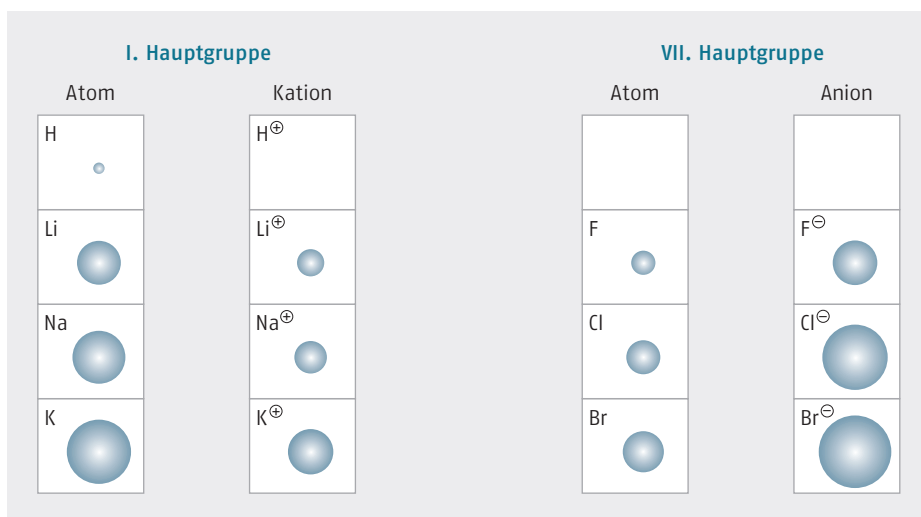 I. Hauptgruppe VII. Hauptgruppe
Atom Kation Atom Anion
H H⊕
Li Li⊕ F F⊖
Na Na⊕ Cl Cl⊖
K K⊕ Br Br⊖